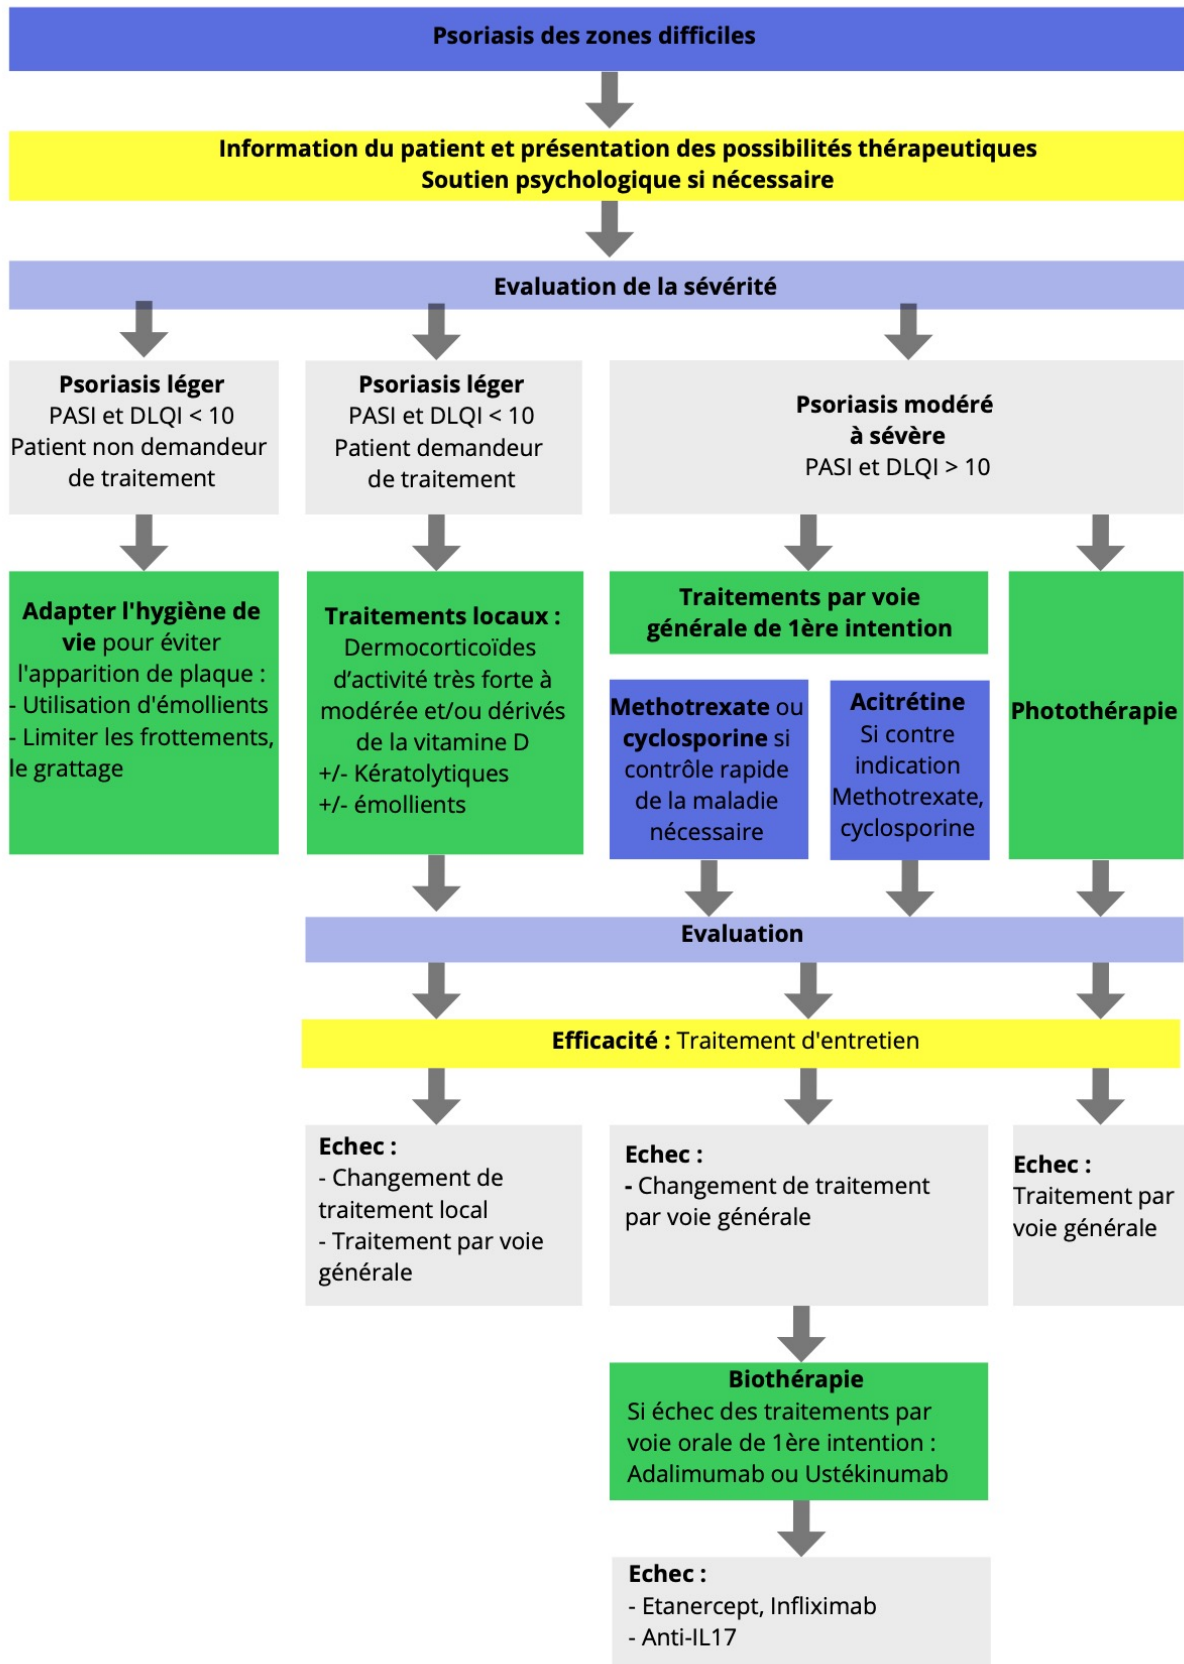 Psoriasis des zones difficiles
Information du patient et présentation des possibilités thérapeutiques
Soutien psychologique si nécessaire
Evaluation de la sévérité
Psoriasis léger
PASI et DLQI < 10
Patient non demandeur
de traitement
Psoriasis léger
PASI et DLQI < 10
Patient demandeur
de traitement
Psoriasis modéré
à sévère
PASI et DLQI > 10
Adapter l'hygiène de
vie pour éviter
l'apparition de plaque :
- Utilisation d'émollients
- Limiter les frottements,
le grattage
Traitements locaux :
Dermocorticoïdes
d’activité très forte à
modérée et/ou dérivés
de la vitamine D
+/- Kératolytiques
+/- émollients
Traitements par voie
générale de 1ère intention
Methotrexate ou
cyclosporine si
contrôle rapide
de la maladie
nécessaire
Acitrétine
Si contre
indication
Methotrexate,
cyclosporine
Photothérapie
Evaluation
Efficacité : Traitement d'entretien
Echec :
- Changement de
traitement local
- Traitement par voie
générale
Echec :
- Changement de traitement
par voie générale
Echec :
Traitement par
voie générale
Biothérapie
Si échec des traitements par
voie orale de 1ère intention :
Adalimumab ou Ustékinumab
Echec :
- Etanercept, Infliximab
- Anti-IL17